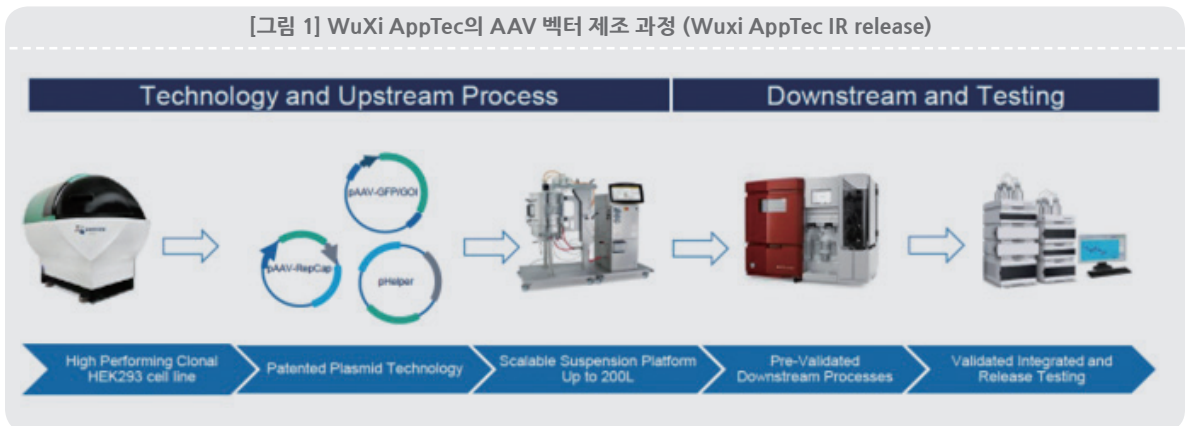 [그림 1] WuXi AppTec의 AAV 벡터 제조 과정 (Wuxi AppTec IR release)
Technology and Upstream Process
Downstream and Testing
pAAV-GFP/GOI
pAAV-RepCap
pHelper
High Performing Clonal
HEK293 cell line
Patented Plasmid Technology
Scalable Suspension Platform
Up to 200L
Pre-Validated
Downstream Processes
Validated Integrated and
Release Testing